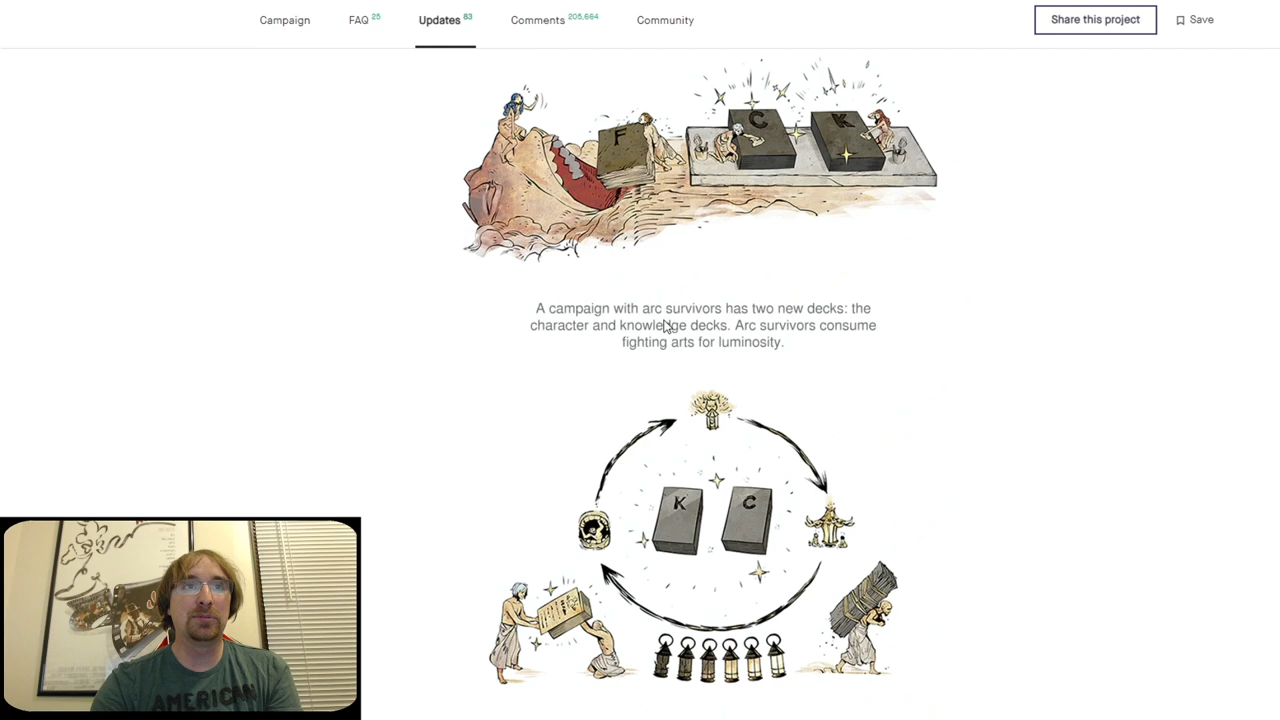 Campaign FAQ 25 Updates 83 Comments 205,664 Community Share this project Save
F C K
A campaign with arc survivors has two new decks: the
character and knowledge decks. Arc survivors consume
fighting arts for luminosity.
K C
AMERICAN